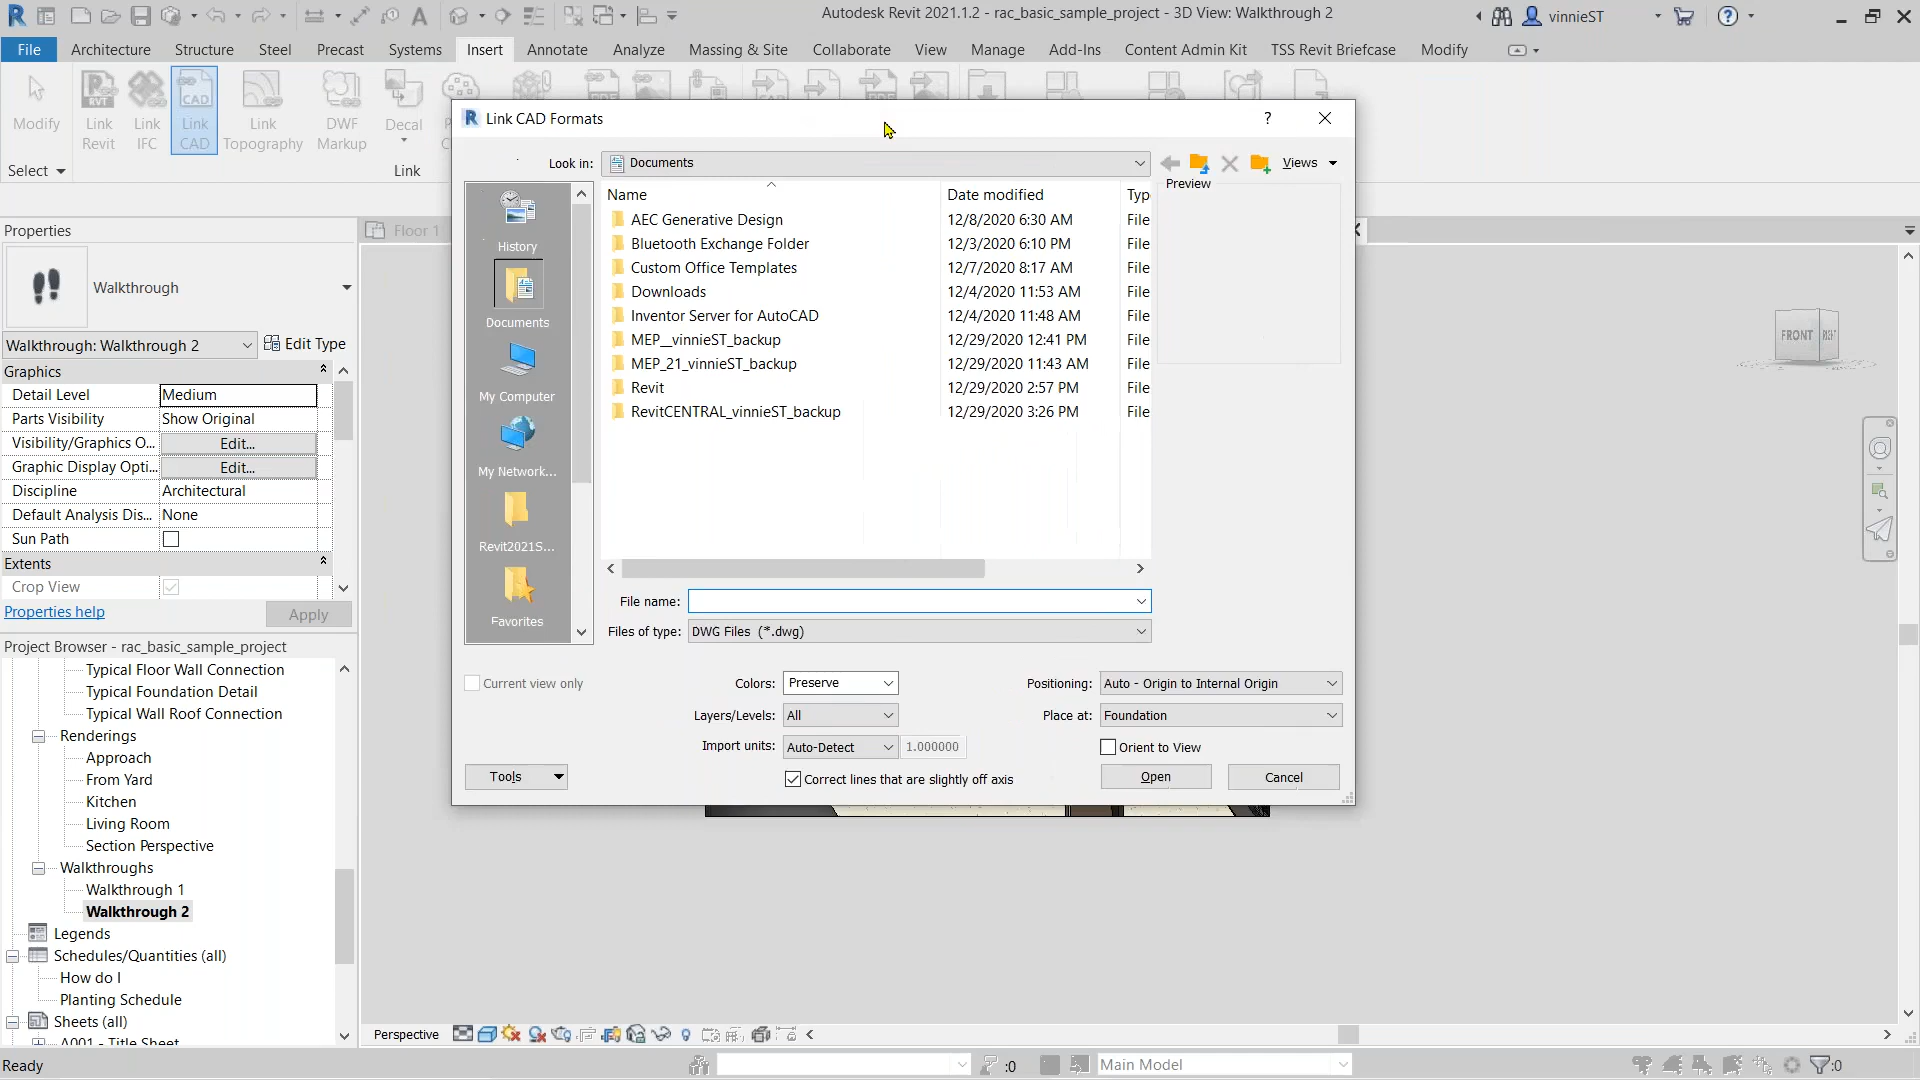 Autodesk Revit 2021.1.2 - rac_basic_sample_project - 3D View: Walkthrough 2
vinnieST
File
Architecture
Structure
Steel
Precast
Systems
Insert
Annotate
Analyze
Massing & Site
Collaborate
View
Manage
Add-Ins
Content Admin Kit
TSS Revit Briefcase
Modify
Modify
Link Revit
Link IFC
Link CAD
Link Topography
DWF Markup
Decal
Select
Link
Properties
Walkthrough
Walkthrough: Walkthrough 2
Edit Type
Graphics
Detail Level Medium
Parts Visibility Show Original
Visibility/Graphics O... Edit...
Graphic Display Opti... Edit...
Discipline Architectural
Default Analysis Dis... None
Sun Path
Extents
Crop View
Properties help
Apply
Project Browser - rac_basic_sample_project
Typical Floor Wall Connection
Typical Foundation Detail
Typical Wall Roof Connection
Renderings
Approach
From Yard
Kitchen
Living Room
Section Perspective
Walkthroughs
Walkthrough 1
Walkthrough 2
Legends
Schedules/Quantities (all)
How do I
Planting Schedule
Sheets (all)
A001 - Title Sheet
Ready
Floor 1
Link CAD Formats
?
Look in: Documents
Views
History
Documents
My Computer
My Network...
Revit2021S...
Favorites
Name Date modified Typ
AEC Generative Design 12/8/2020 6:30 AM File
Bluetooth Exchange Folder 12/3/2020 6:10 PM File
Custom Office Templates 12/7/2020 8:17 AM File
Downloads 12/4/2020 11:53 AM File
Inventor Server for AutoCAD 12/4/2020 11:48 AM File
MEP__vinnieST_backup 12/29/2020 12:41 PM File
MEP_21_vinnieST_backup 12/29/2020 11:43 AM File
Revit 12/29/2020 2:57 PM File
RevitCENTRAL_vinnieST_backup 12/29/2020 3:26 PM File
Preview
File name:
Files of type: DWG Files (*.dwg)
Current view only
Colors: Preserve
Layers/Levels: All
Import units: Auto-Detect 1.000000
Correct lines that are slightly off axis
Positioning: Auto - Origin to Internal Origin
Place at: Foundation
Orient to View
Tools
Open
Cancel
FRONT
RIGHT
Perspective
:0
Main Model
:0